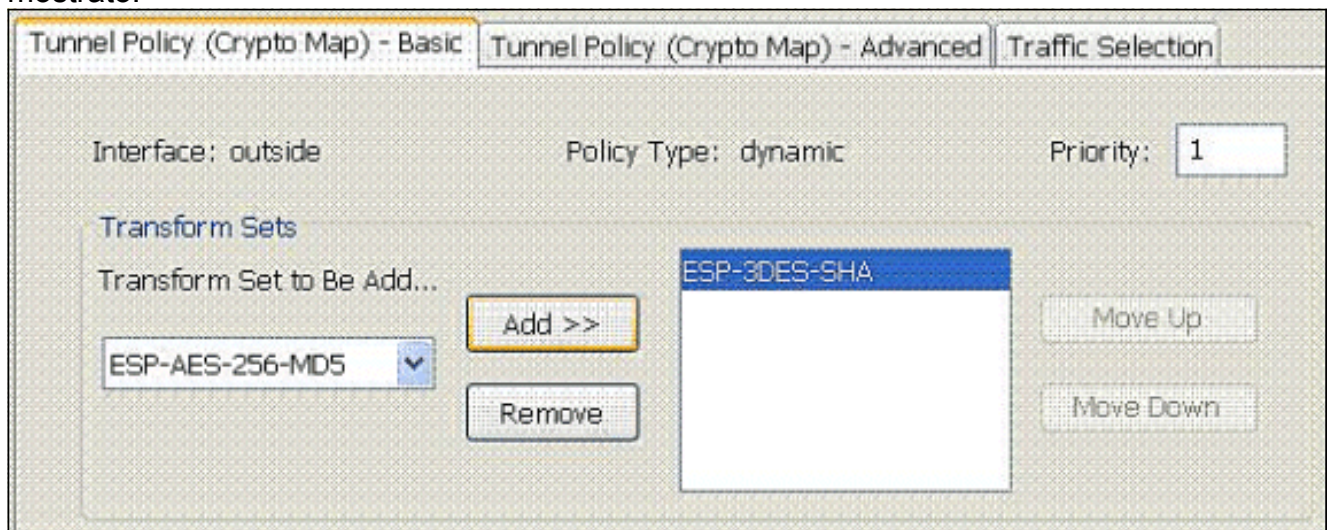 mostrato.
Tunnel Policy (Crypto Map) - Basic Tunnel Policy (Crypto Map) - Advanced Traffic Selection
Interface: outside Policy Type: dynamic Priority: 1
Transform Sets
Transform Set to Be Add...
ESP-3DES-SHA
Add >> Move Up
ESP-AES-256-MD5
Remove Move Down